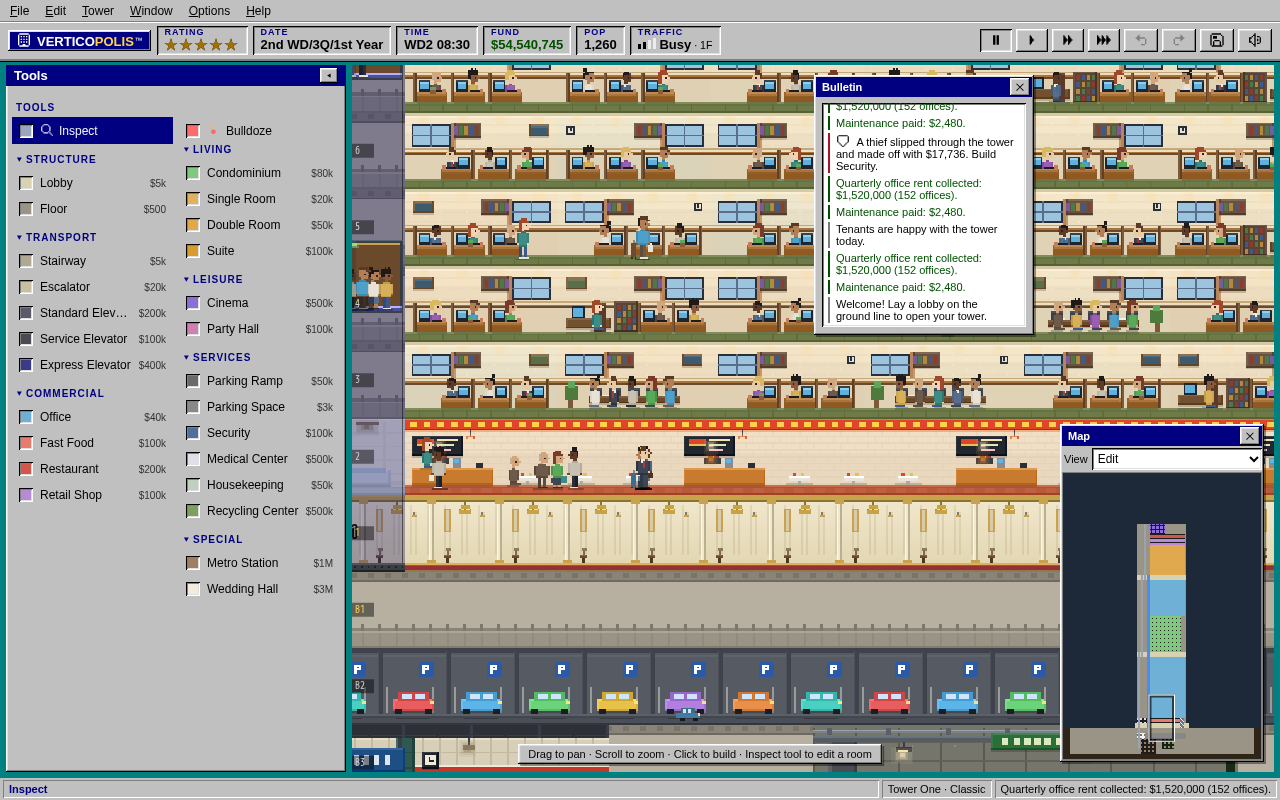 File Edit Tower Window Options Help
VERTICOPOLIS™
RATING
DATE
2nd WD/3Q/1st Year
TIME
WD2 08:30
FUND
$54,540,745
POP
1,260
TRAFFIC
Busy · 1F
Tools
TOOLS
Inspect
Bulldoze
STRUCTURE
Lobby $5k
Floor $500
TRANSPORT
Stairway $5k
Escalator $20k
Standard Elev… $200k
Service Elevator $100k
Express Elevator $400k
COMMERCIAL
Office $40k
Fast Food $100k
Restaurant $200k
Retail Shop $100k
LIVING
Condominium $80k
Single Room $20k
Double Room $50k
Suite $100k
LEISURE
Cinema $500k
Party Hall $100k
SERVICES
Parking Ramp $50k
Parking Space $3k
Security $100k
Medical Center $500k
Housekeeping $50k
Recycling Center $500k
SPECIAL
Metro Station $1M
Wedding Hall $3M
6
5
4
3
2
1
B1
B2
B3
P P P P P P P P P P
Bulletin
$1,520,000 (152 offices).
Maintenance paid: $2,480.
A thief slipped through the tower
and made off with $17,736. Build
Security.
Quarterly office rent collected:
$1,520,000 (152 offices).
Maintenance paid: $2,480.
Tenants are happy with the tower
today.
Quarterly office rent collected:
$1,520,000 (152 offices).
Maintenance paid: $2,480.
Welcome! Lay a lobby on the
ground line to open your tower.
Map
View Edit
Drag to pan · Scroll to zoom · Click to build · Inspect tool to edit a room
Inspect
Tower One · Classic
Quarterly office rent collected: $1,520,000 (152 offices).